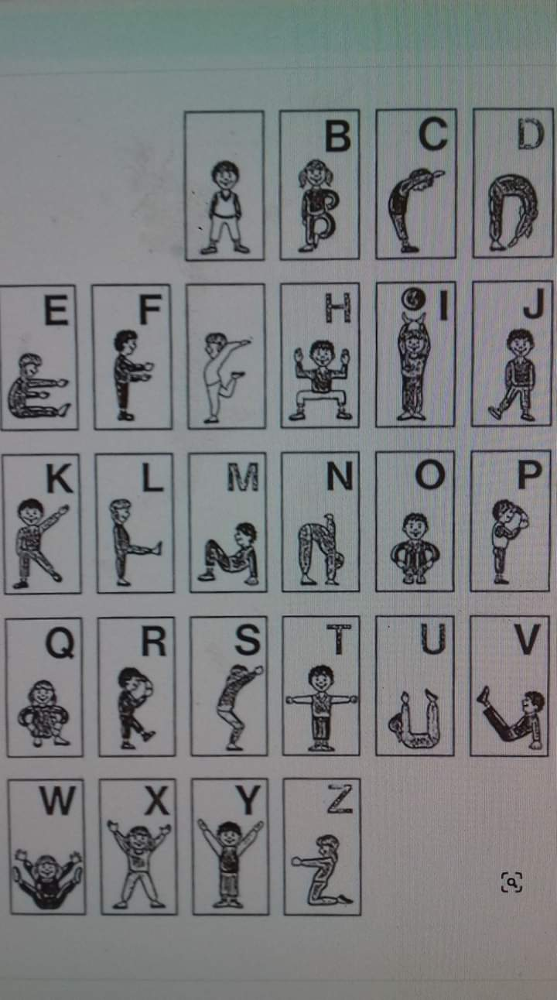 B C D
E F H I J
K L M N O P
Q R S T U V
W X Y Z